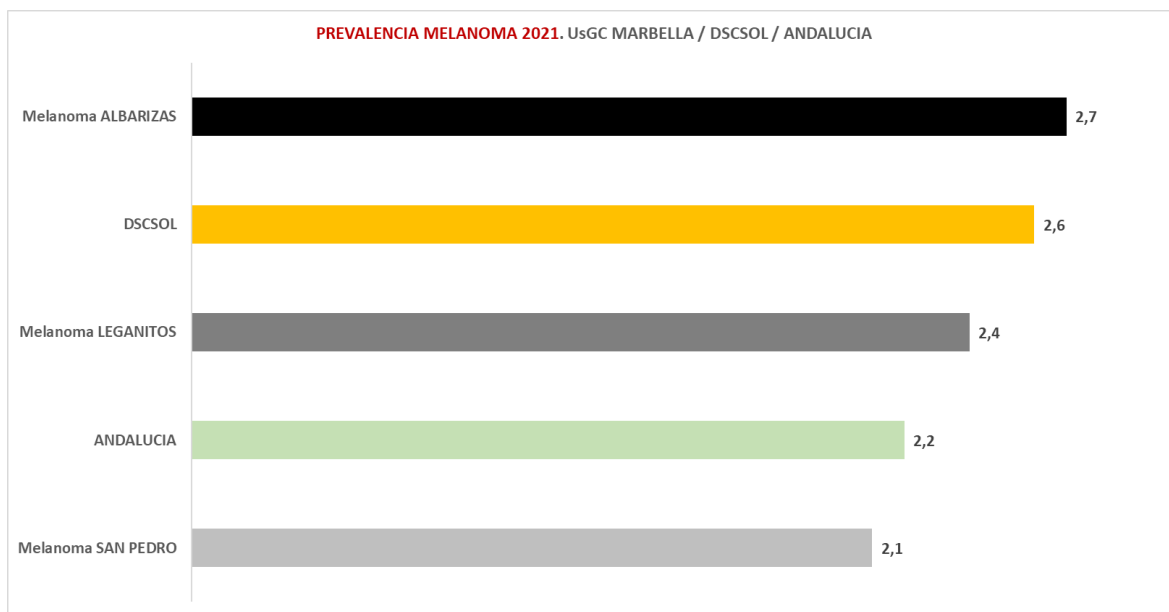 PREVALENCIA MELANOMA 2021. UsGC MARBELLA / DSCSOL / ANDALUCIA
Melanoma ALBARIZAS 2,7
DSCSOL 2,6
Melanoma LEGANITOS 2,4
ANDALUCIA 2,2
Melanoma SAN PEDRO 2,1